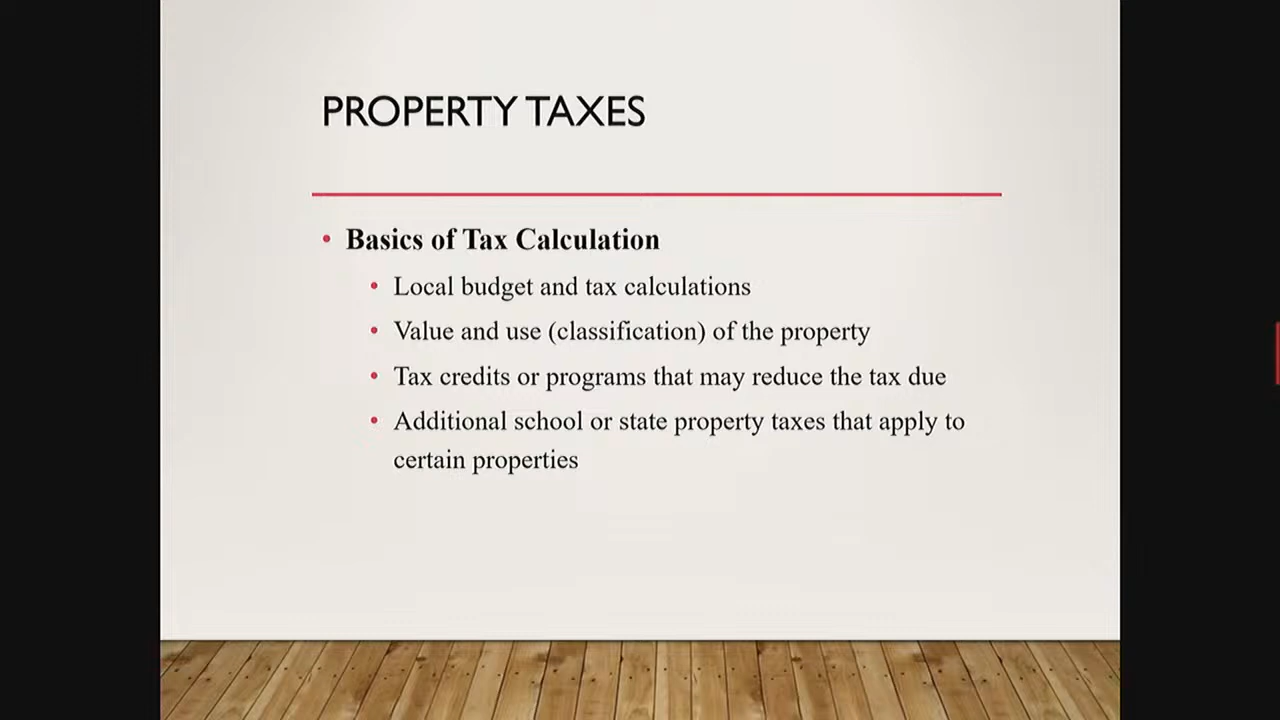 PROPERTY TAXES
• Basics of Tax Calculation
• Local budget and tax calculations
• Value and use (classification) of the property
• Tax credits or programs that may reduce the tax due
• Additional school or state property taxes that apply to
certain properties